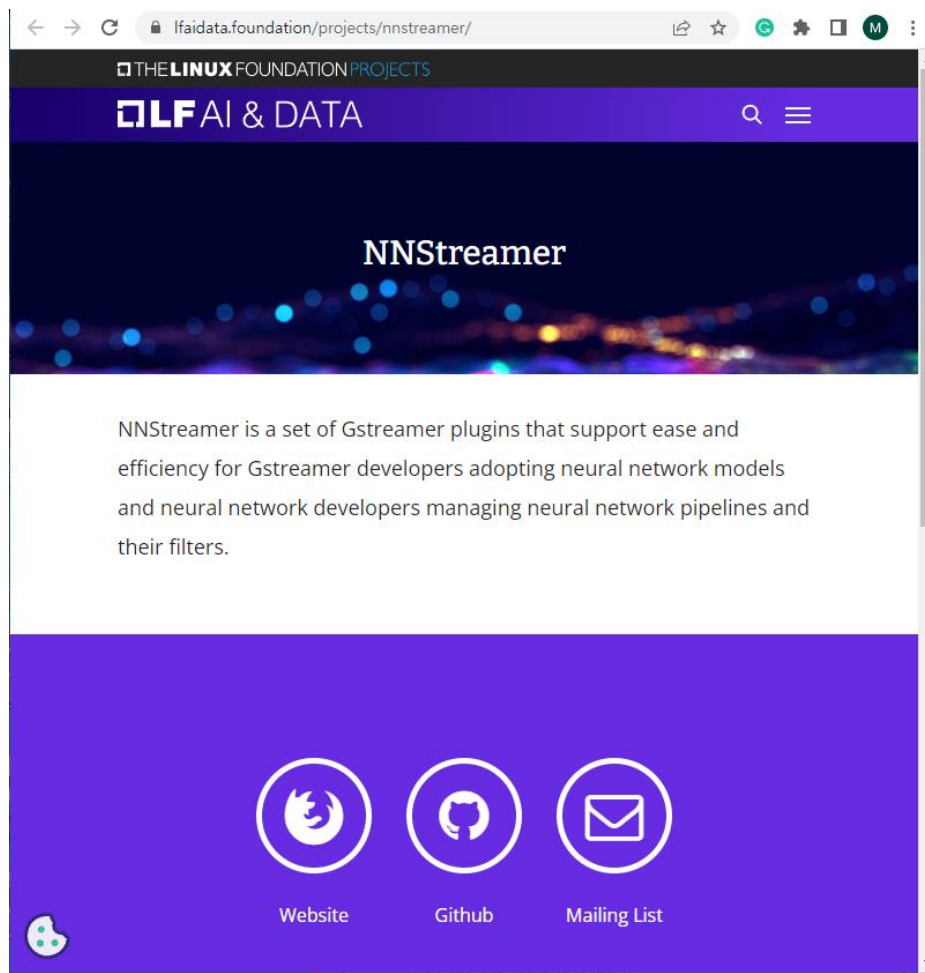 lfaidata.foundation/projects/nnstreamer/
G
M
THE LINUX FOUNDATION PROJECTS
LF AI & DATA
NNStreamer
NNStreamer is a set of Gstreamer plugins that support ease and
efficiency for Gstreamer developers adopting neural network models
and neural network developers managing neural network pipelines and
their filters.
Website
Github
Mailing List